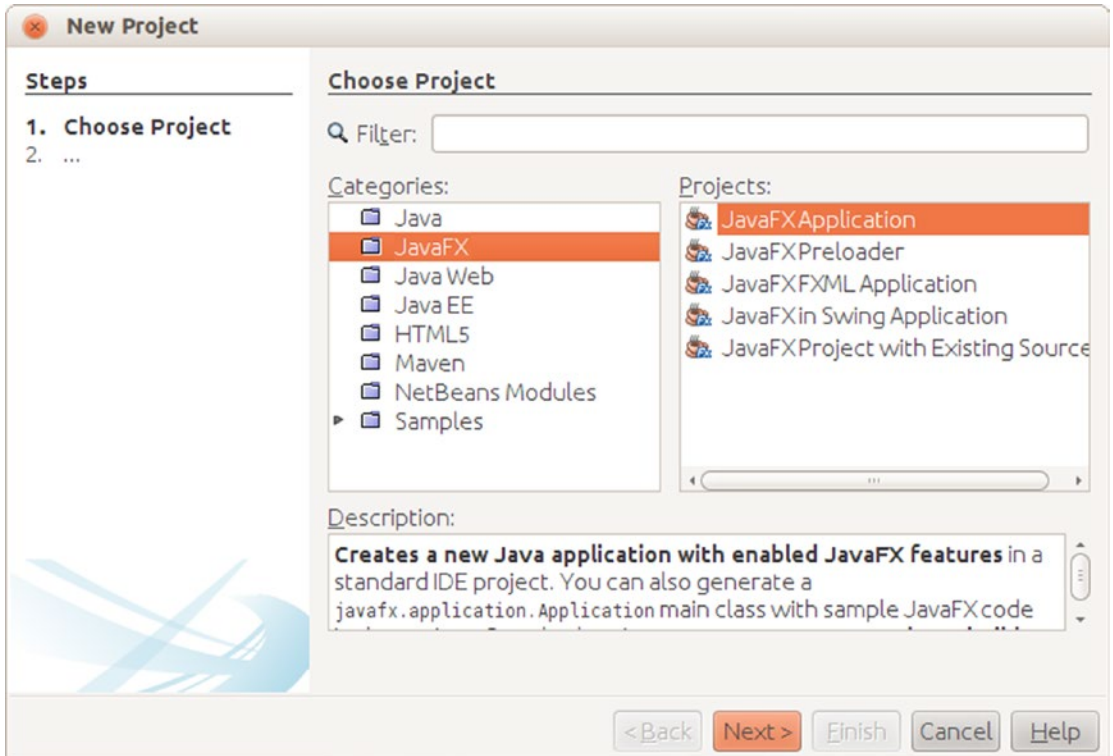 New Project
Steps
1. Choose Project
2. ...
Choose Project
Filter:
Categories:
Java
JavaFX
Java Web
Java EE
HTML5
Maven
NetBeans Modules
Samples
Projects:
JavaFX Application
JavaFX Preloader
JavaFX FXML Application
JavaFX in Swing Application
JavaFX Project with Existing Source
Description:
Creates a new Java application with enabled JavaFX features in a
standard IDE project. You can also generate a
javafx.application.Application main class with sample JavaFX code
< Back
Next >
Finish
Cancel
Help